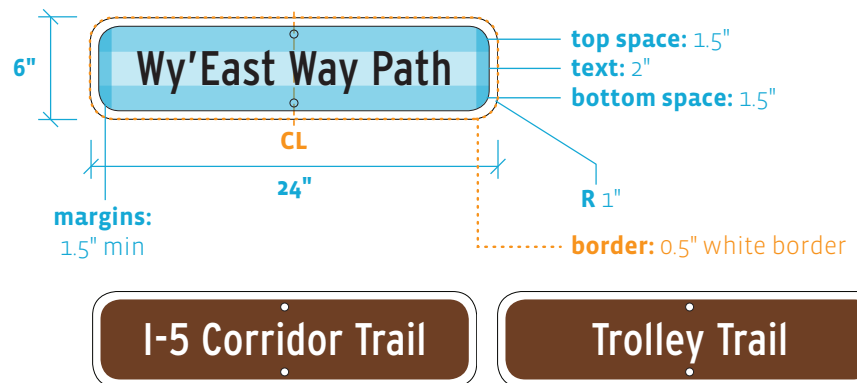 6"
Wy’East Way Path
top space: 1.5"
text: 2"
bottom space: 1.5"
CL
24"
R 1"
margins:
1.5" min
border: 0.5" white border
I-5 Corridor Trail
Trolley Trail